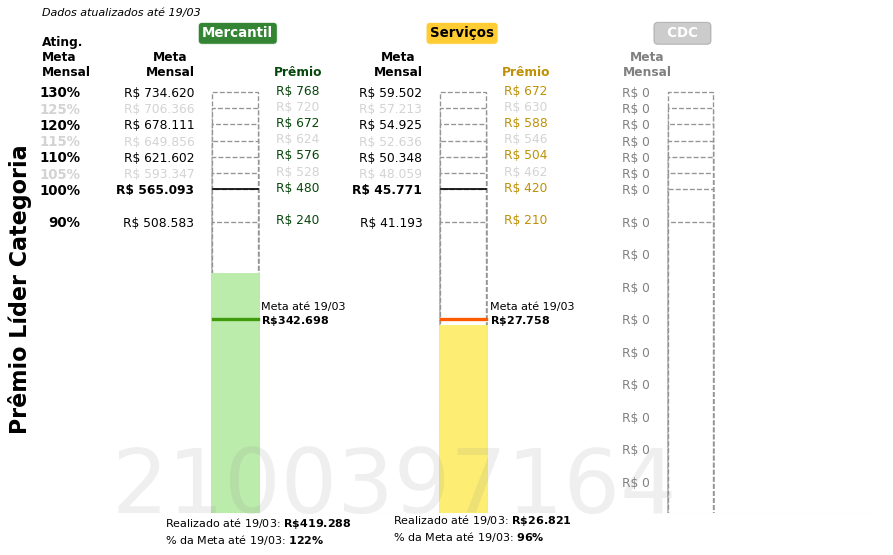 Dados atualizados até 19/03
Mercantil Serviços CDC
Ating. Meta Mensal Meta Mensal Prêmio Meta Mensal Prêmio Meta Mensal
130% R$ 734.620 R$ 768 R$ 59.502 R$ 672 R$ 0
125% R$ 706.366 R$ 720 R$ 57.213 R$ 630 R$ 0
120% R$ 678.111 R$ 672 R$ 54.925 R$ 588 R$ 0
115% R$ 649.856 R$ 624 R$ 52.636 R$ 546 R$ 0
110% R$ 621.602 R$ 576 R$ 50.348 R$ 504 R$ 0
105% R$ 593.347 R$ 528 R$ 48.059 R$ 462 R$ 0
100% R$ 565.093 R$ 480 R$ 45.771 R$ 420 R$ 0
90% R$ 508.583 R$ 240 R$ 41.193 R$ 210 R$ 0
R$ 0
R$ 0
Meta até 19/03 Meta até 19/03
R$342.698 R$27.758 R$ 0
R$ 0
R$ 0
R$ 0
R$ 0
R$ 0
Prêmio Líder Categoria
2100397164
Realizado até 19/03: R$419.288 Realizado até 19/03: R$26.821
% da Meta até 19/03: 122% % da Meta até 19/03: 96%